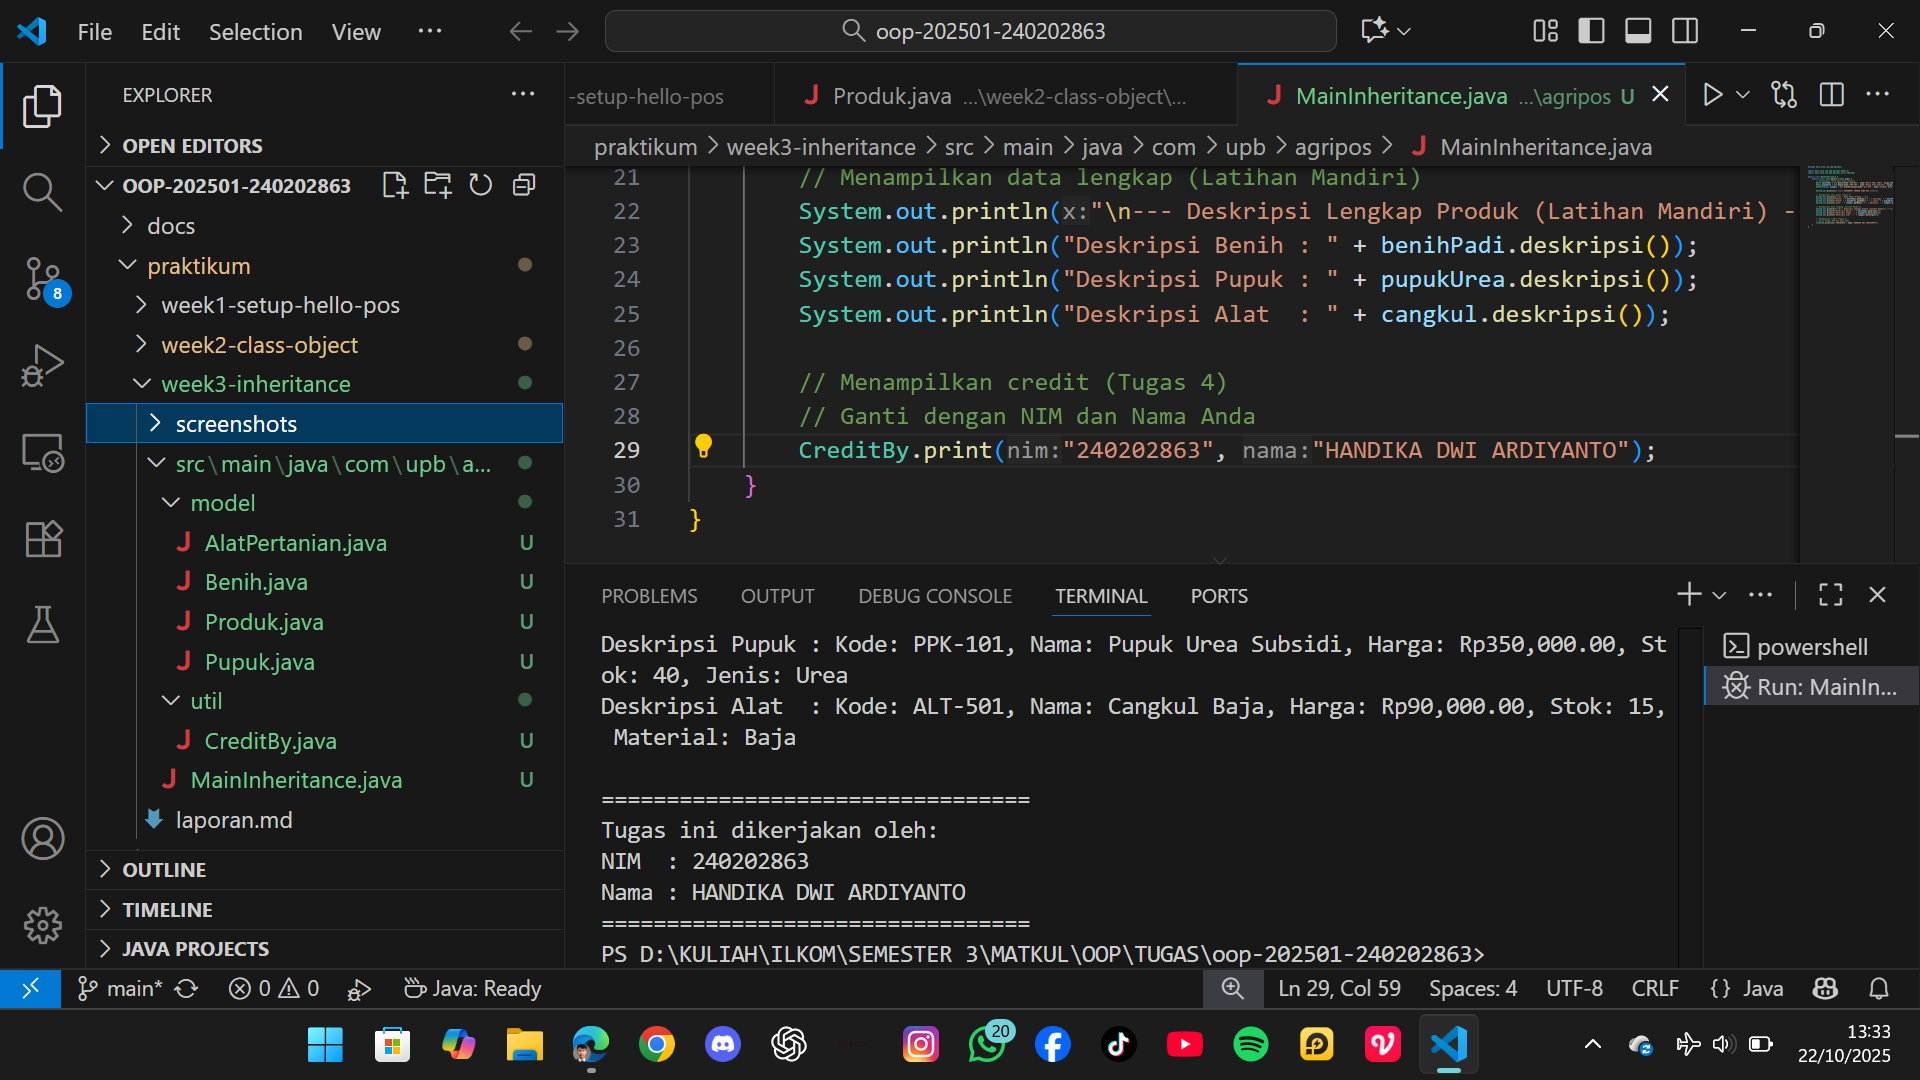 File Edit Selection View ··· oop-202501-240202863
EXPLORER ···
OPEN EDITORS
OOP-202501-240202863
docs
praktikum
week1-setup-hello-pos
week2-class-object
week3-inheritance
screenshots
src\main\java\com\upb\a...
model
AlatPertanian.java U
Benih.java U
Produk.java U
Pupuk.java U
util
CreditBy.java U
MainInheritance.java U
laporan.md
OUTLINE
TIMELINE
JAVA PROJECTS
8
-setup-hello-pos Produk.java ...\week2-class-object\... MainInheritance.java ...\agripos U
praktikum > week3-inheritance > src > main > java > com > upb > agripos > MainInheritance.java
21 // Menampilkan data lengkap (Latihan Mandiri)
22 System.out.println(x:"\n--- Deskripsi Lengkap Produk (Latihan Mandiri) -
23 System.out.println("Deskripsi Benih : " + benihPadi.deskripsi());
24 System.out.println("Deskripsi Pupuk : " + pupukUrea.deskripsi());
25 System.out.println("Deskripsi Alat  : " + cangkul.deskripsi());
26
27 // Menampilkan credit (Tugas 4)
28 // Ganti dengan NIM dan Nama Anda
29 CreditBy.print(nim:"240202863", nama:"HANDIKA DWI ARDIYANTO");
30 }
31 }
PROBLEMS OUTPUT DEBUG CONSOLE TERMINAL PORTS
Deskripsi Pupuk : Kode: PPK-101, Nama: Pupuk Urea Subsidi, Harga: Rp350,000.00, St
ok: 40, Jenis: Urea
Deskripsi Alat  : Kode: ALT-501, Nama: Cangkul Baja, Harga: Rp90,000.00, Stok: 15,
Material: Baja
=================================
Tugas ini dikerjakan oleh:
NIM  : 240202863
Nama : HANDIKA DWI ARDIYANTO
=================================
PS D:\KULIAH\ILKOM\SEMESTER 3\MATKUL\OOP\TUGAS\oop-202501-240202863>
powershell
Run: MainIn...
main* 0 0 Java: Ready Ln 29, Col 59 Spaces: 4 UTF-8 CRLF {} Java
20
13:33
22/10/2025